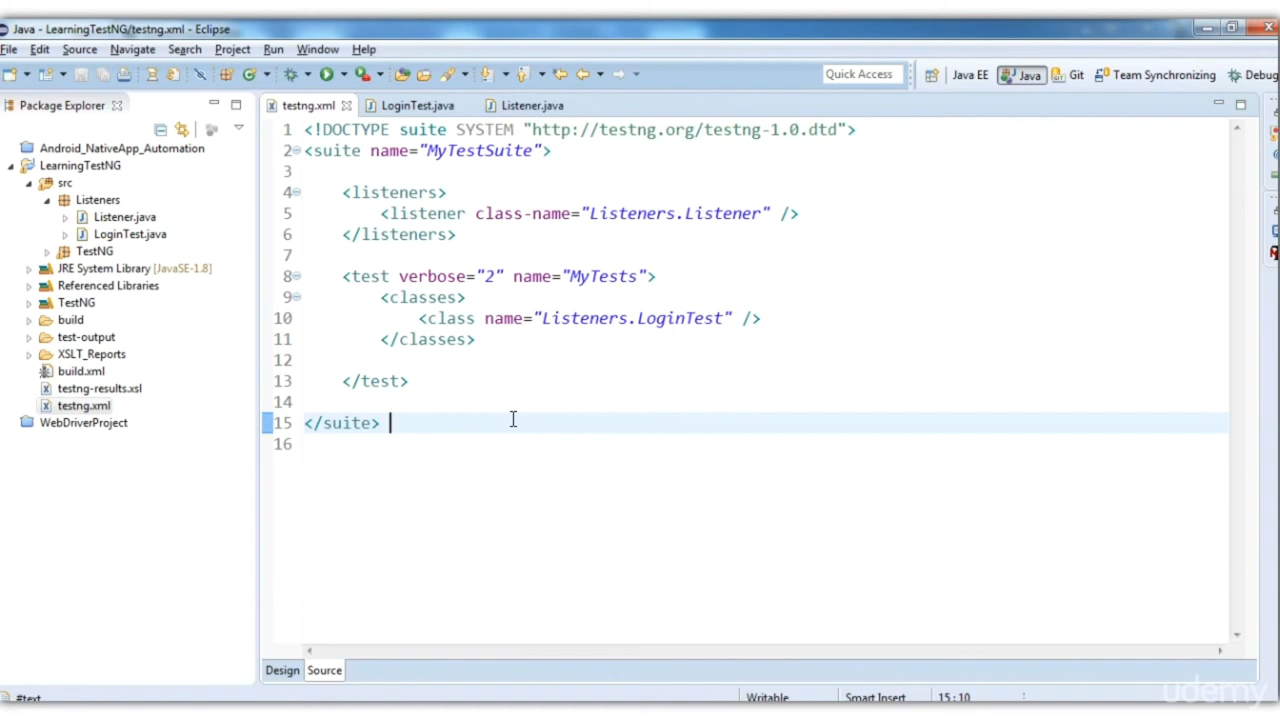 Java - LearningTestNG/testng.xml - Eclipse
File Edit Source Navigate Search Project Run Window Help
Quick Access Java EE Java Git Team Synchronizing Debug
Package Explorer
testng.xml LoginTest.java Listener.java
Android_NativeApp_Automation
LearningTestNG
src
Listeners
Listener.java
LoginTest.java
TestNG
JRE System Library [JavaSE-1.8]
Referenced Libraries
TestNG
build
test-output
XSLT_Reports
build.xml
testng-results.xsl
testng.xml
WebDriverProject
1 <!DOCTYPE suite SYSTEM "http://testng.org/testng-1.0.dtd">
2 <suite name="MyTestSuite">
3
4 <listeners>
5 <listener class-name="Listeners.Listener" />
6 </listeners>
7
8 <test verbose="2" name="MyTests">
9 <classes>
10 <class name="Listeners.LoginTest" />
11 </classes>
12
13 </test>
14
15 </suite>
16
Design Source
#text Writable Smart Insert 15:10
udemy